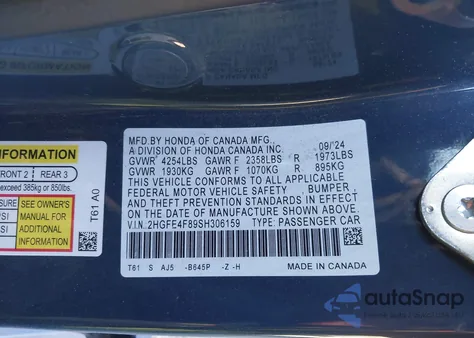 MFD.BY HONDA OF CANADA MFG.
A DIVISION OF HONDA CANADA INC. 09/24
GVWR 4254LBS GAWR F 2358LBS R 1973LBS
GVWR 1930KG GAWR F 1070KG R 895KG
THIS VEHICLE CONFORMS TO ALL APPLICABLE
FEDERAL MOTOR VEHICLE SAFETY , BUMPER ,
AND THEFT PREVENTION STANDARDS IN EFFECT
ON THE DATE OF MANUFACTURE SHOWN ABOVE.
V.I.N. 2HGFE4F89SH306159 TYPE: PASSENGER CAR
T61 S AJ5 -B645P -Z -H MADE IN CANADA
INFORMATION
FRONT 2 REAR 3
exceed 385kg or 850lbs.
SEE OWNER'S
MANUAL FOR
ADDITIONAL
INFORMATION
T61 A0
autoSnap